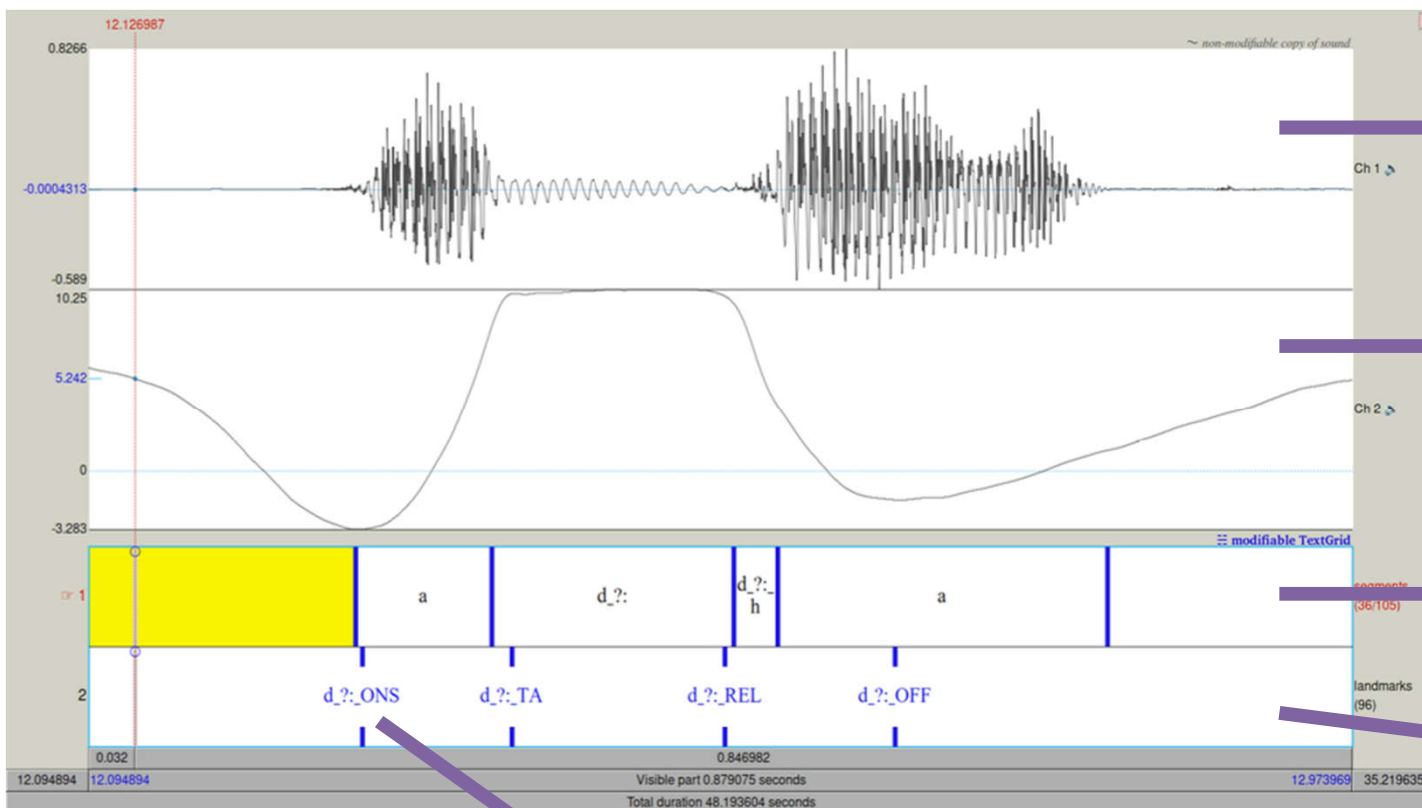 12.126987
0.8266
~ non-modifiable copy of sound
Ch 1
-0.0004313
-0.589
10.25
5.242
Ch 2
0
-3.283
modifiable TextGrid
☞ 1
a
d_?:
d_?:_
h
a
segments
(36/105)
2
d_?:_ONS
d_?:_TA
d_?:_REL
d_?:_OFF
landmarks
(96)
0.032
0.846982
12.094894
12.094894
Visible part 0.879075 seconds
12.973969
35.219635
Total duration 48.193604 seconds